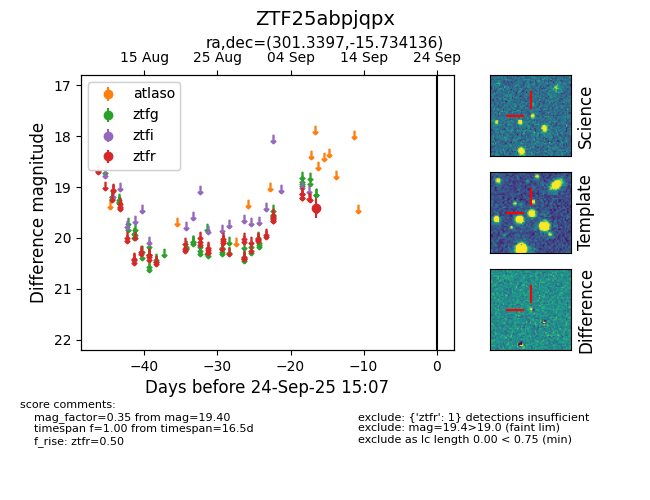 ZTF25abpjqpx
ra,dec=(301.3397,-15.734136)
15 Aug 25 Aug 04 Sep 14 Sep 24 Sep
17
18
19
20
21
22
Difference magnitude
atlaso
ztfg
ztfi
ztfr
−40 −30 −20 −10 0
Days before 24-Sep-25 15:07
Science
Template
Difference
score comments:
mag_factor=0.35 from mag=19.40
timespan f=1.00 from timespan=16.5d
f_rise: ztfr=0.50
exclude: {'ztfr': 1} detections insufficient
exclude: mag=19.4>19.0 (faint lim)
exclude as lc length 0.00 < 0.75 (min)